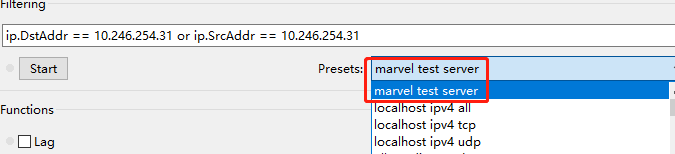 Filtering
ip.DstAddr == 10.246.254.31 or ip.SrcAddr == 10.246.254.31
Start Presets: marvel test server
marvel test server
localhost ipv4 all
localhost ipv4 tcp
localhost ipv4 udp
Functions
Lag